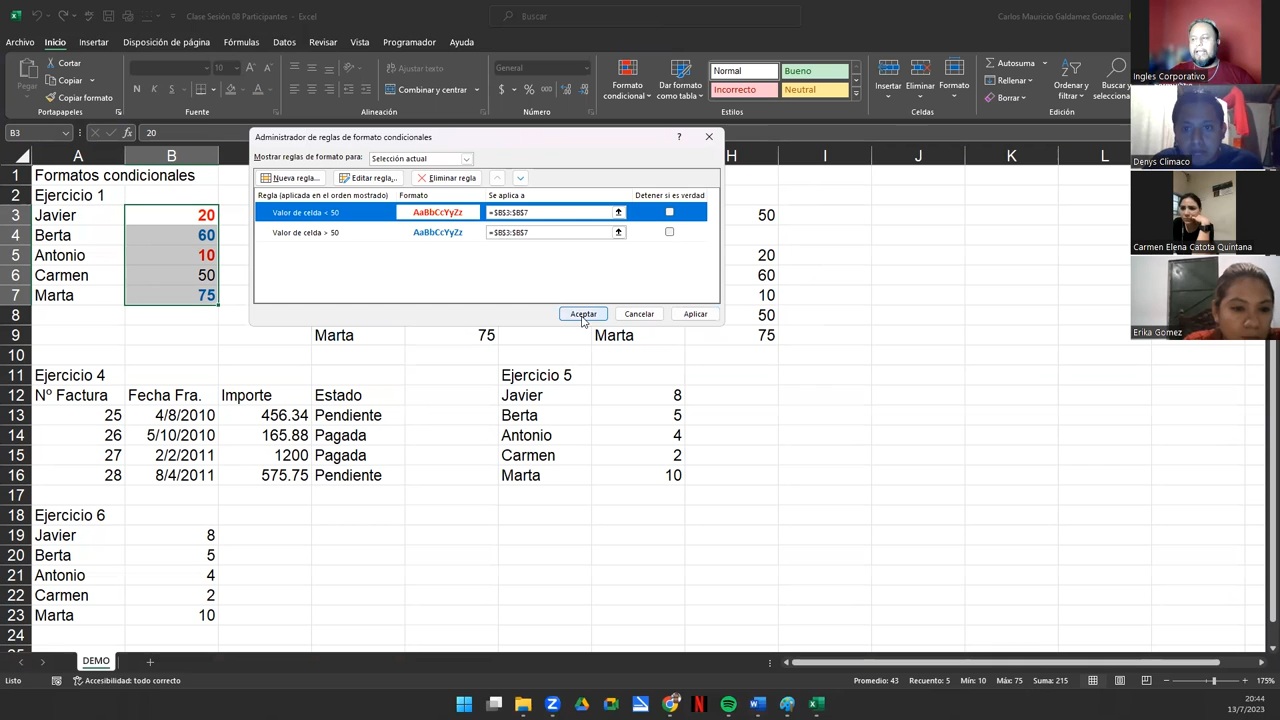 Clase Sesión 08 Participantes - Excel
Buscar
Carlos Mauricio Galdamez Gonzalez
Archivo Inicio Insertar Disposición de página Fórmulas Datos Revisar Vista Programador Ayuda
Pegar
Cortar
Copiar
Copiar formato
Portapapeles
10
N K S
Fuente
Ajustar texto
Combinar y centrar
Alineación
General
$ % 000
Número
Formato condicional
Dar formato como tabla
Normal Bueno
Incorrecto Neutral
Estilos
Insertar Eliminar Formato
Celdas
Autosuma
Rellenar
Borrar
Ordenar y filtrar
Buscar y selecc
B3 20
A B H I J K L
1 Formatos condicionales
2 Ejercicio 1
3 Javier 20 50
4 Berta 60
5 Antonio 10 20
6 Carmen 50 60
7 Marta 75 10
8 50
9 Marta 75 Marta 75
10
11 Ejercicio 4 Ejercicio 5
12 Nº Factura Fecha Fra. Importe Estado Javier 8
13 25 4/8/2010 456.34 Pendiente Berta 5
14 26 5/10/2010 165.88 Pagada Antonio 4
15 27 2/2/2011 1200 Pagada Carmen 2
16 28 8/4/2011 575.75 Pendiente Marta 10
17
18 Ejercicio 6
19 Javier 8
20 Berta 5
21 Antonio 4
22 Carmen 2
23 Marta 10
24
Administrador de reglas de formato condicionales ?
Mostrar reglas de formato para: Selección actual
Nueva regla... Editar regla... Eliminar regla
Regla (aplicada en el orden mostrado) Formato Se aplica a Detener si es verdad
Valor de celda < 50 AaBbCcYyZz =$B$3:$B$7
Valor de celda > 50 AaBbCcYyZz =$B$3:$B$7
Aceptar Cancelar Aplicar
Ingles Corporativo
Denys Climaco
Carmen Elena Catota Quintana
Erika Gomez
DEMO
Listo Accesibilidad: todo correcto Promedio: 43 Recuento: 5 Mín: 10 Máx: 75 Suma: 215 175%
20:44
13/7/2023